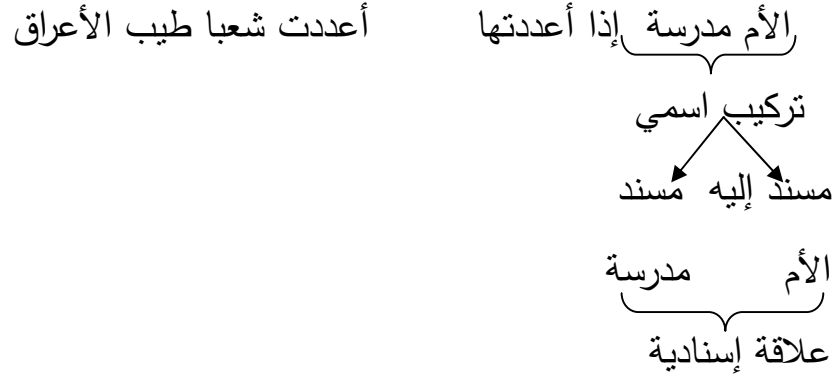 الأم مدرسة إذا أعددتها أعددت شعبا طيب الأعراق
تركيب اسمي
مسند إليه مسند
الأم مدرسة
علاقة إسنادية